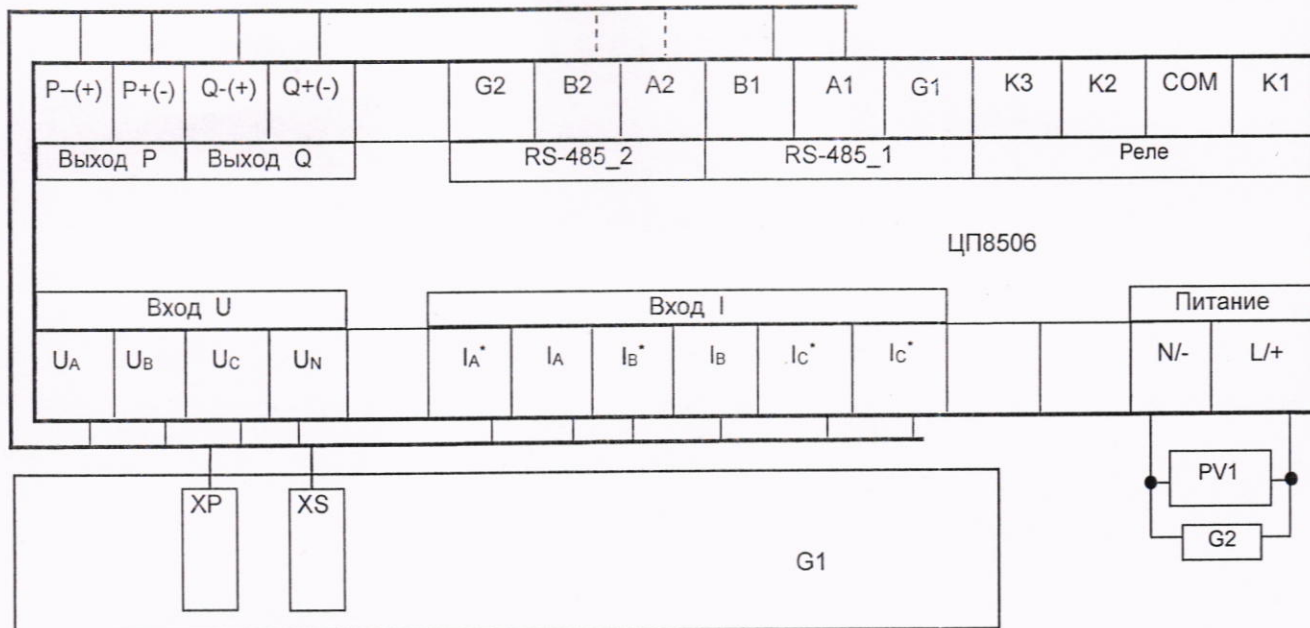 P–(+) P+(-) Q-(+) Q+(-) G2 B2 A2 B1 A1 G1 K3 K2 COM K1
Выход P Выход Q RS-485_2 RS-485_1 Реле
ЦП8506
Вход U Вход I Питание
UA UB UC UN IA* IA IB* IB IC* IC* N/- L/+
PV1
XP XS
G2
G1